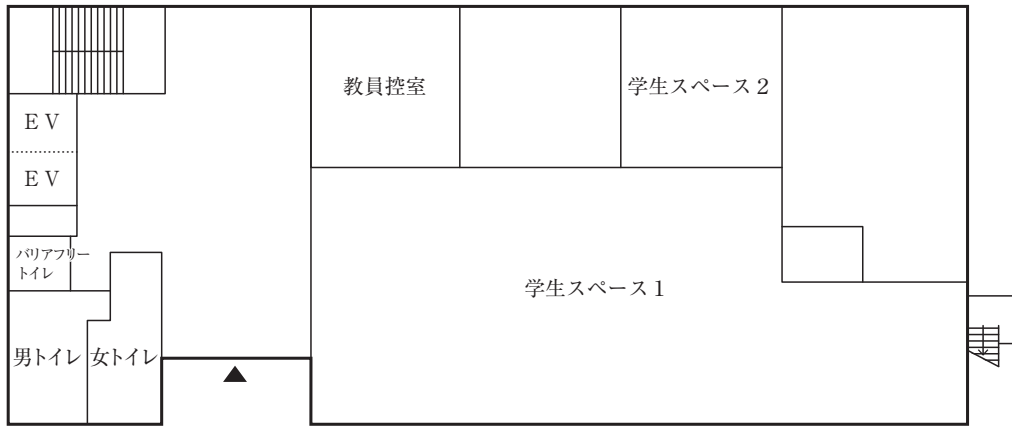 教員控室
学生スペース２
ＥＶ
ＥＶ
バリアフリー
トイレ
学生スペース１
男トイレ
女トイレ